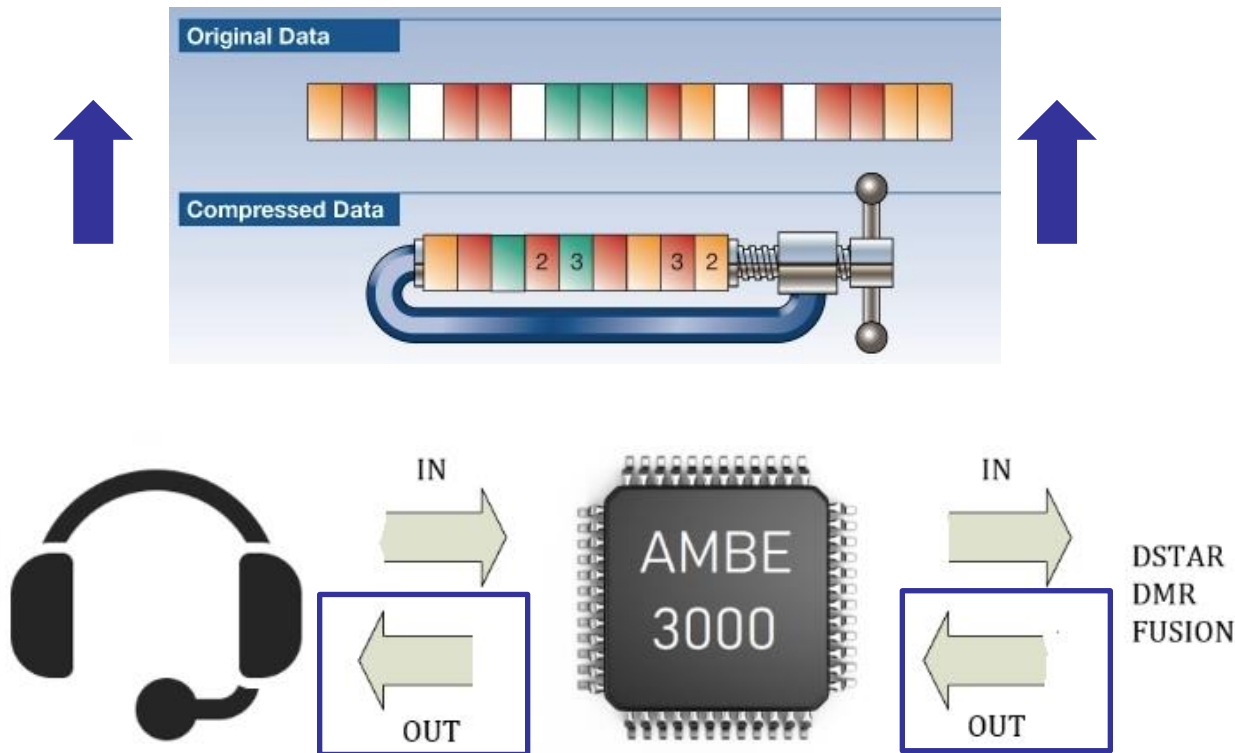 Original Data
Compressed Data
2 3 3 2
IN
IN
AMBE
3000
DSTAR
DMR
FUSION
OUT
OUT